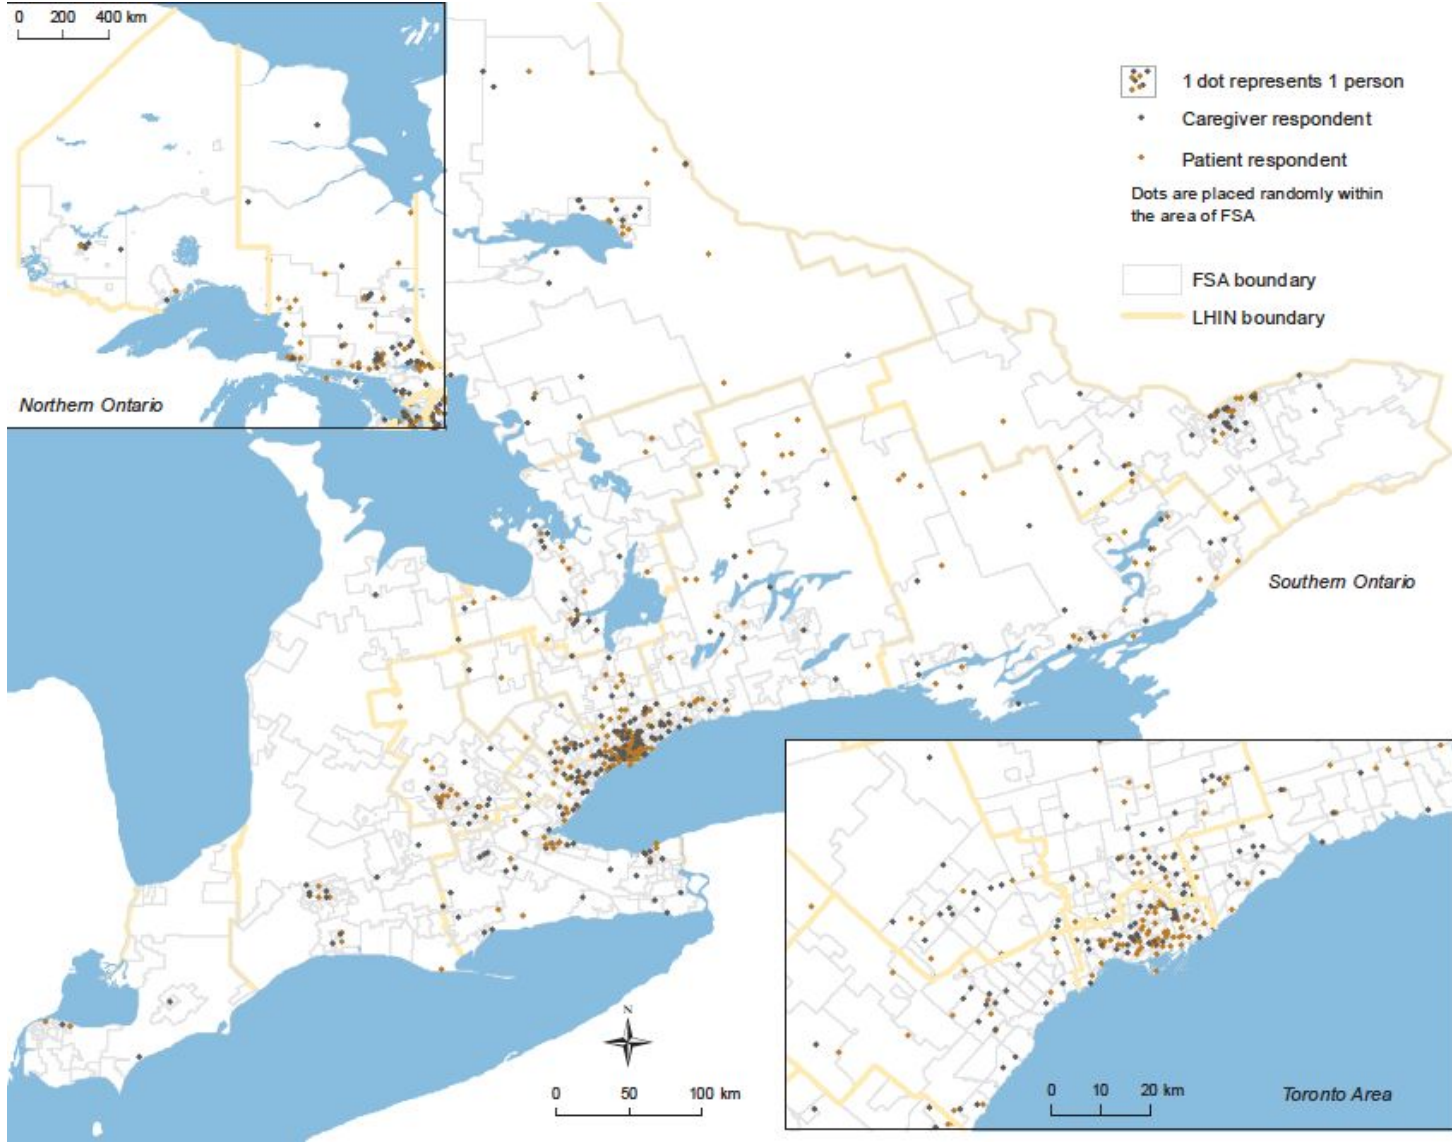 0 200 400 km
1 dot represents 1 person
Caregiver respondent
Patient respondent
Dots are placed randomly within
the area of FSA
FSA boundary
LHIN boundary
Northern Ontario
Southern Ontario
N
0 50 100 km
0 10 20 km
Toronto Area